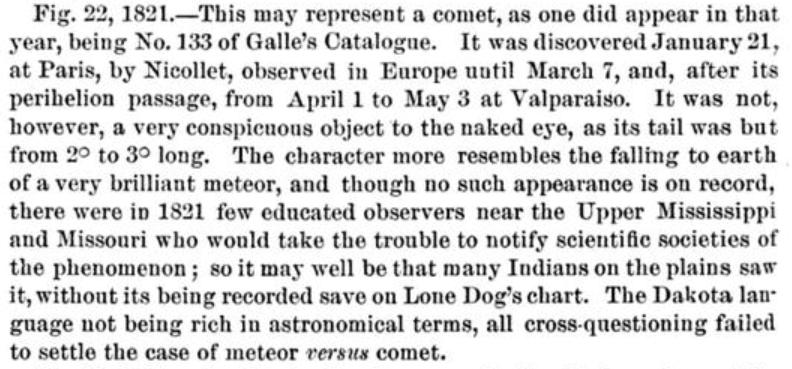 Fig. 22, 1821.—This may represent a comet, as one did appear in that
year, being No. 133 of Galle's Catalogue. It was discovered January 21,
at Paris, by Nicollet, observed in Europe until March 7, and, after its
perihelion passage, from April 1 to May 3 at Valparaiso. It was not,
however, a very conspicuous object to the naked eye, as its tail was but
from 2° to 3° long. The character more resembles the falling to earth
of a very brilliant meteor, and though no such appearance is on record,
there were in 1821 few educated observers near the Upper Mississippi
and Missouri who would take the trouble to notify scientific societies of
the phenomenon; so it may well be that many Indians on the plains saw
it, without its being recorded save on Lone Dog's chart. The Dakota lan-
guage not being rich in astronomical terms, all cross-questioning failed
to settle the case of meteor versus comet.